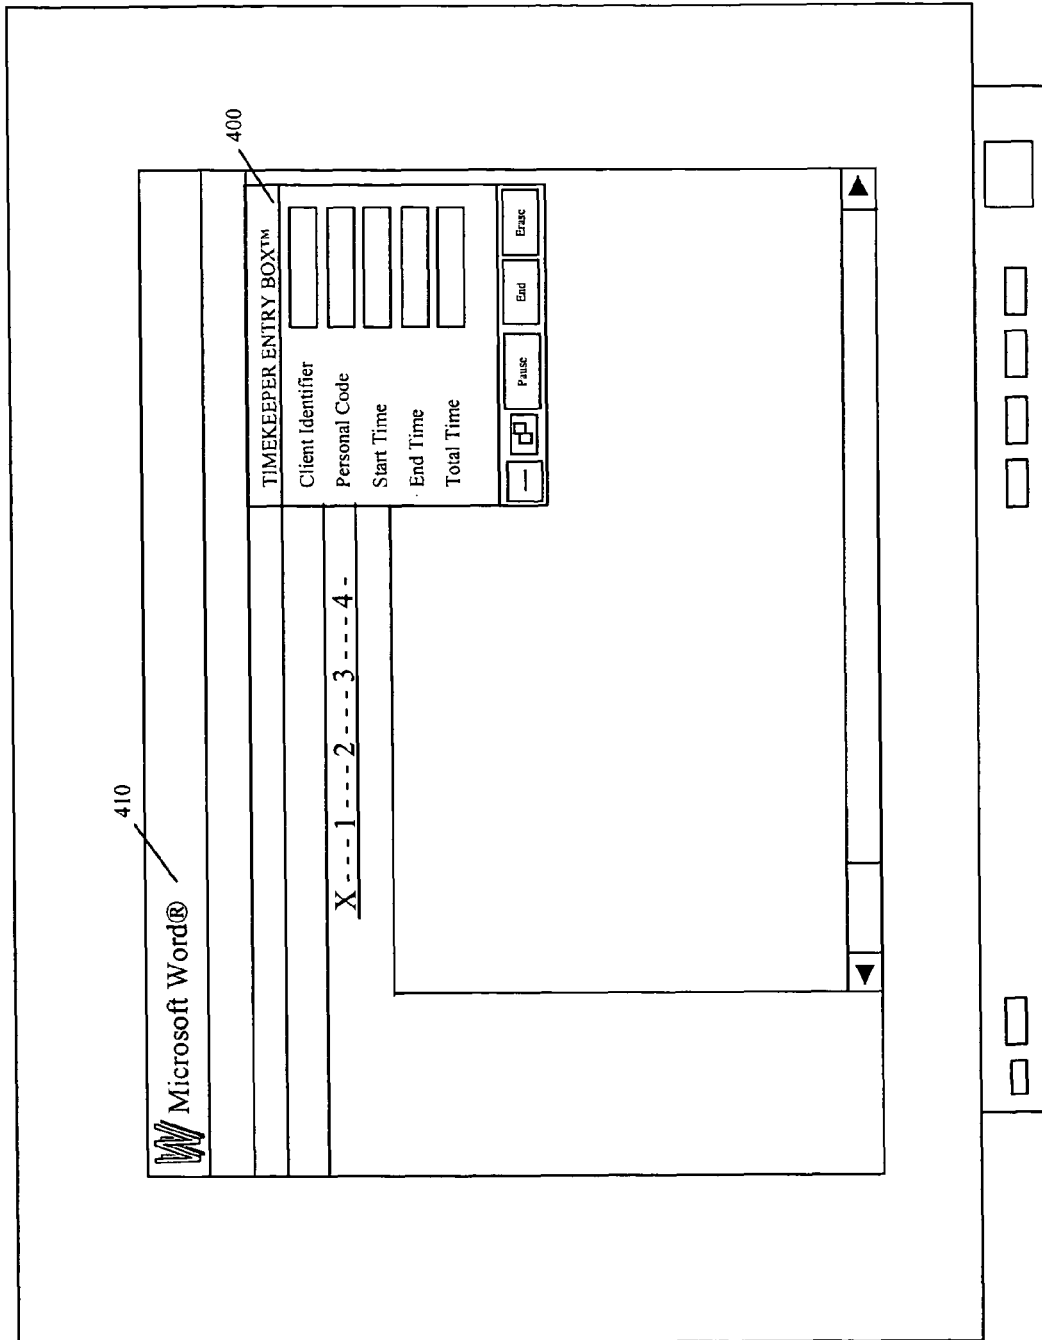 410
Microsoft Word®
400
TIMEKEEPER ENTRY BOX™
Client Identifier
Personal Code
Start Time
End Time
Total Time
Pause
End
Erase
X - - - 1 - - - 2 - - - 3 - - - 4 -